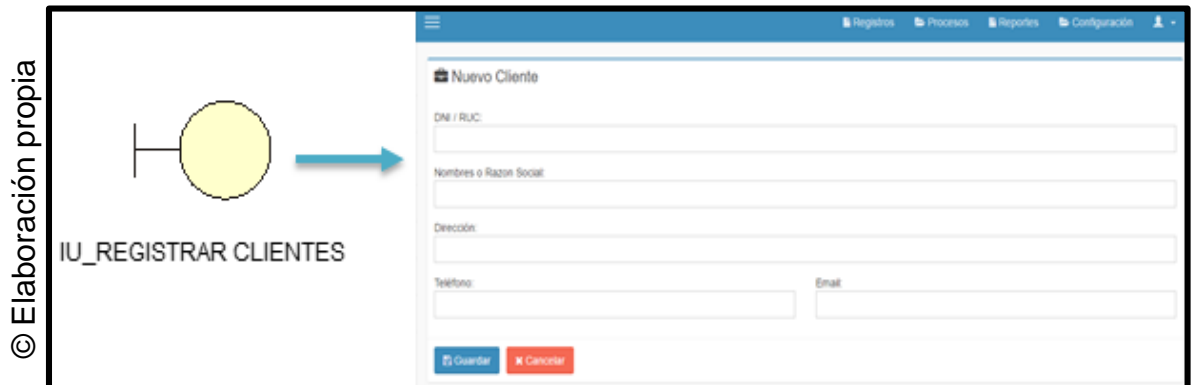 © Elaboración propia
IU_REGISTRAR CLIENTES
Registros Procesos Reportes Configuración
Nuevo Cliente
DNI / RUC:
Nombres o Razon Social:
Dirección:
Teléfono: Email:
Guardar Cancelar